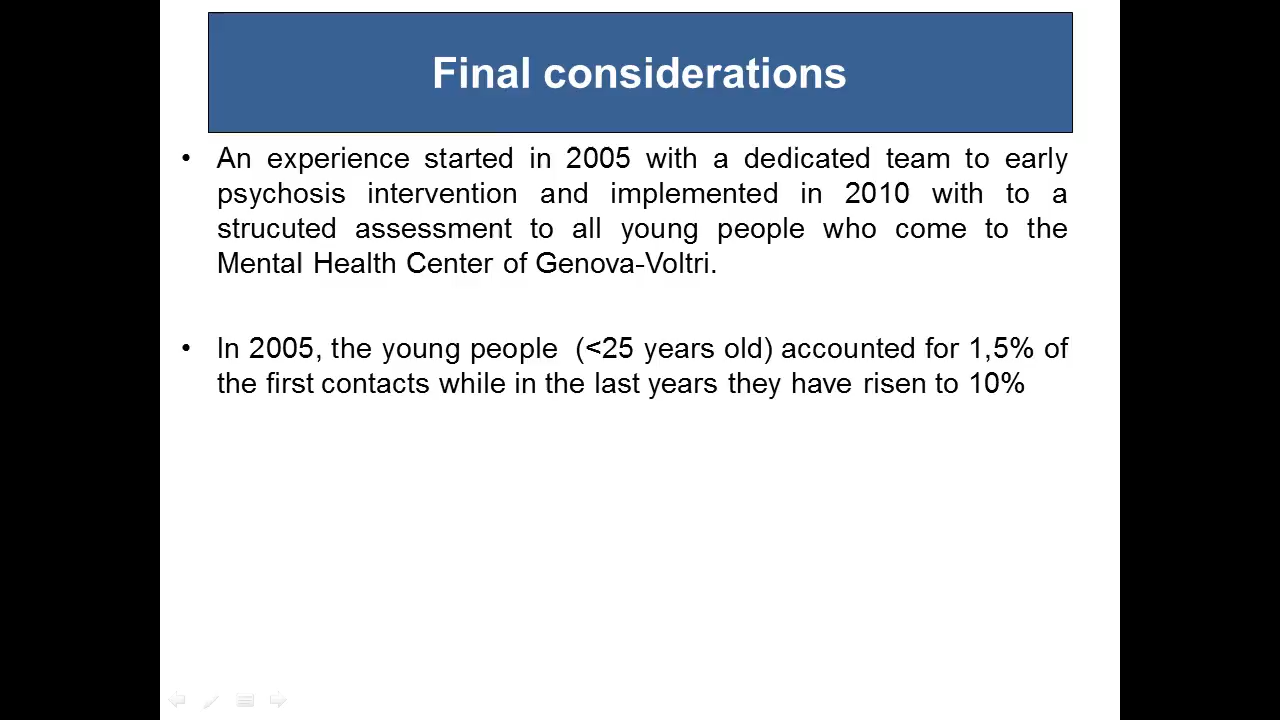 Final considerations
• An experience started in 2005 with a dedicated team to early
psychosis intervention and implemented in 2010 with to a
strucuted assessment to all young people who come to the
Mental Health Center of Genova-Voltri.
• In 2005, the young people (<25 years old) accounted for 1,5% of
the first contacts while in the last years they have risen to 10%